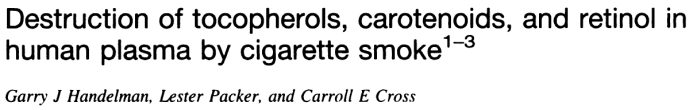 Destruction of tocopherols, carotenoids, and retinol in
human plasma by cigarette smoke¹⁻³
Garry J Handelman, Lester Packer, and Carroll E Cross